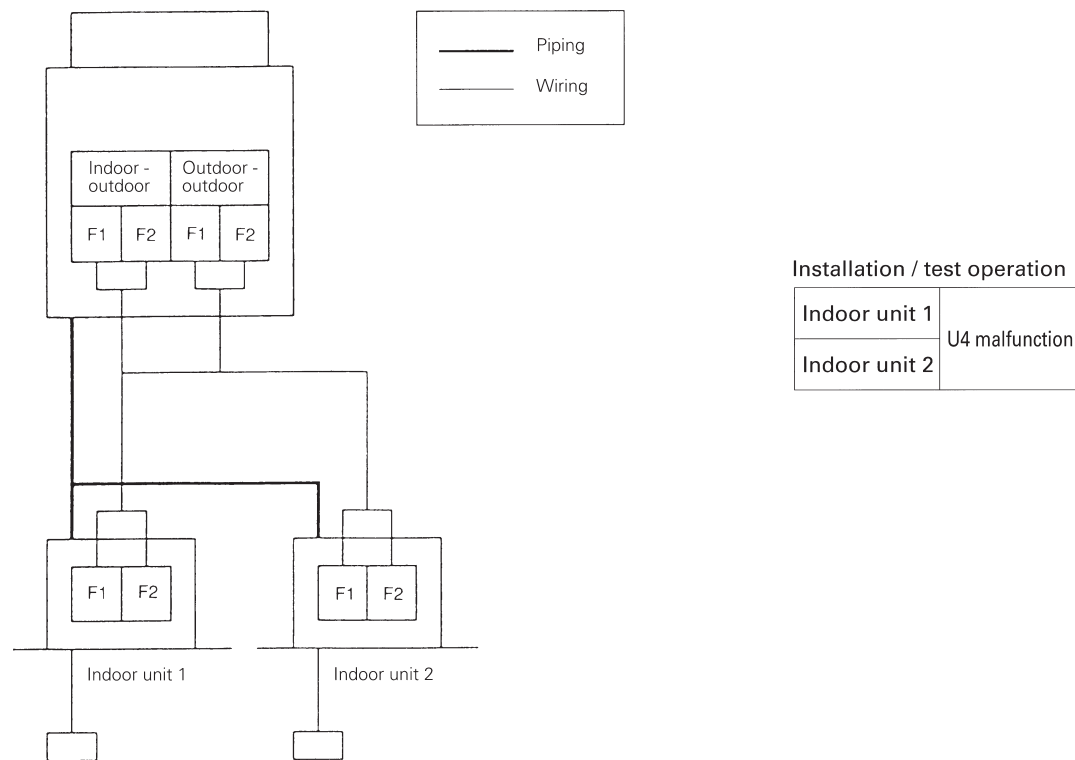 Piping
Wiring
Indoor -
outdoor
Outdoor -
outdoor
F1
F2
F1
F2
Installation / test operation
Indoor unit 1
U4 malfunction
Indoor unit 2
F1
F2
F1
F2
Indoor unit 1
Indoor unit 2